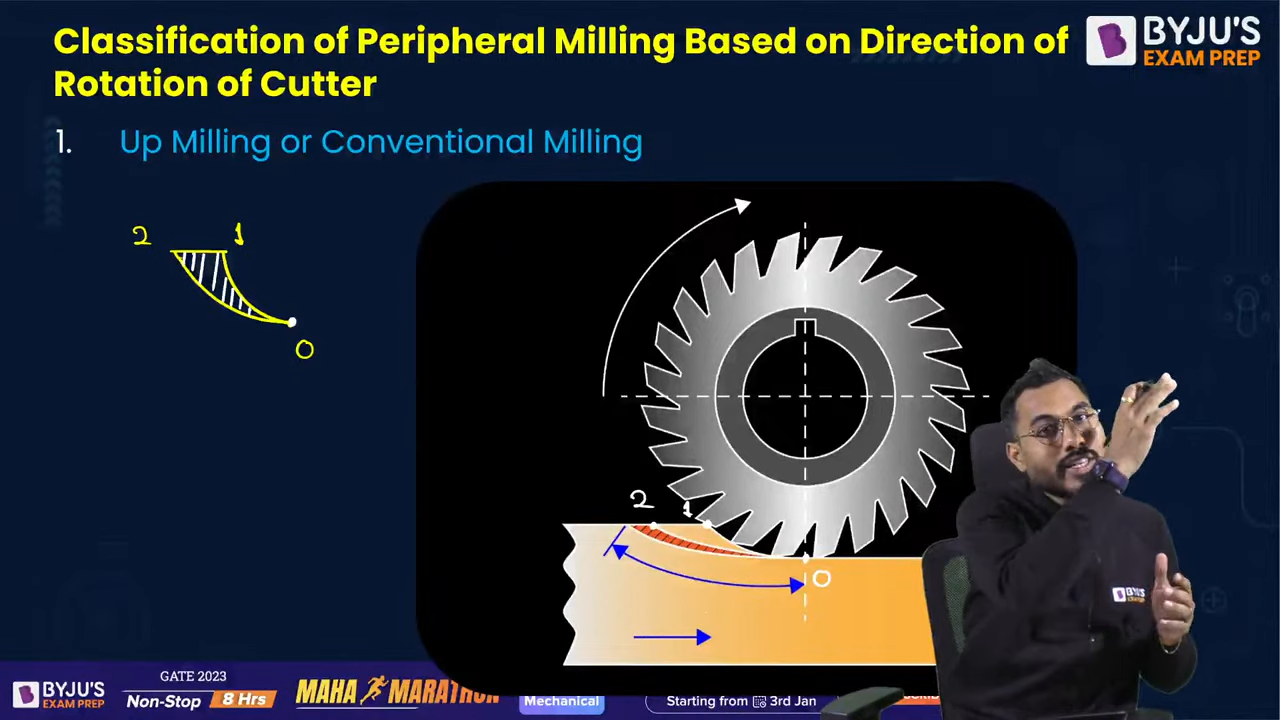 Classification of Peripheral Milling Based on Direction of
Rotation of Cutter
BYJU'S
EXAM PREP
1. Up Milling or Conventional Milling
2 1
0
2 1
0
BYJU'S
EXAM PREP
GATE 2023
Non-Stop 8 Hrs
MAHA MARATHON
Mechanical
Starting from 3rd Jan
BYJU'S